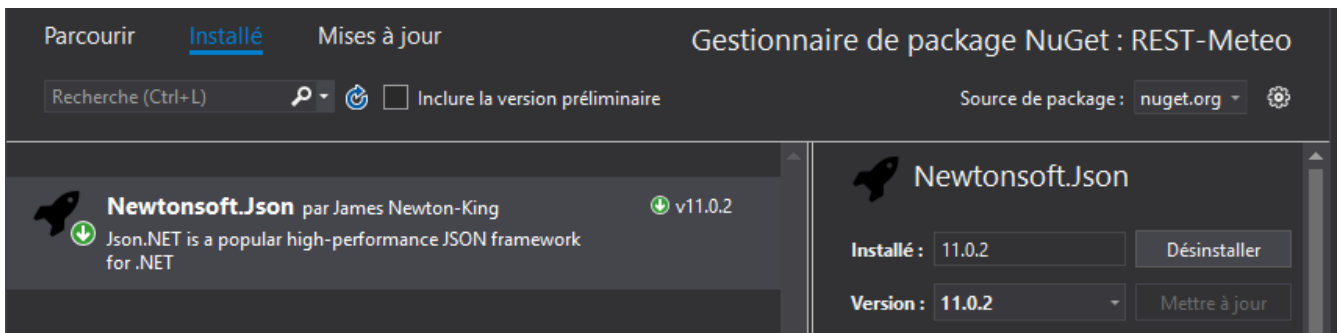 Parcourir Installé Mises à jour
Gestionnaire de package NuGet : REST-Meteo
Recherche (Ctrl+L) Inclure la version préliminaire
Source de package : nuget.org
Newtonsoft.Json par James Newton-King v11.0.2
Json.NET is a popular high-performance JSON framework
for .NET
Newtonsoft.Json
Installé : 11.0.2 Désinstaller
Version : 11.0.2 Mettre à jour